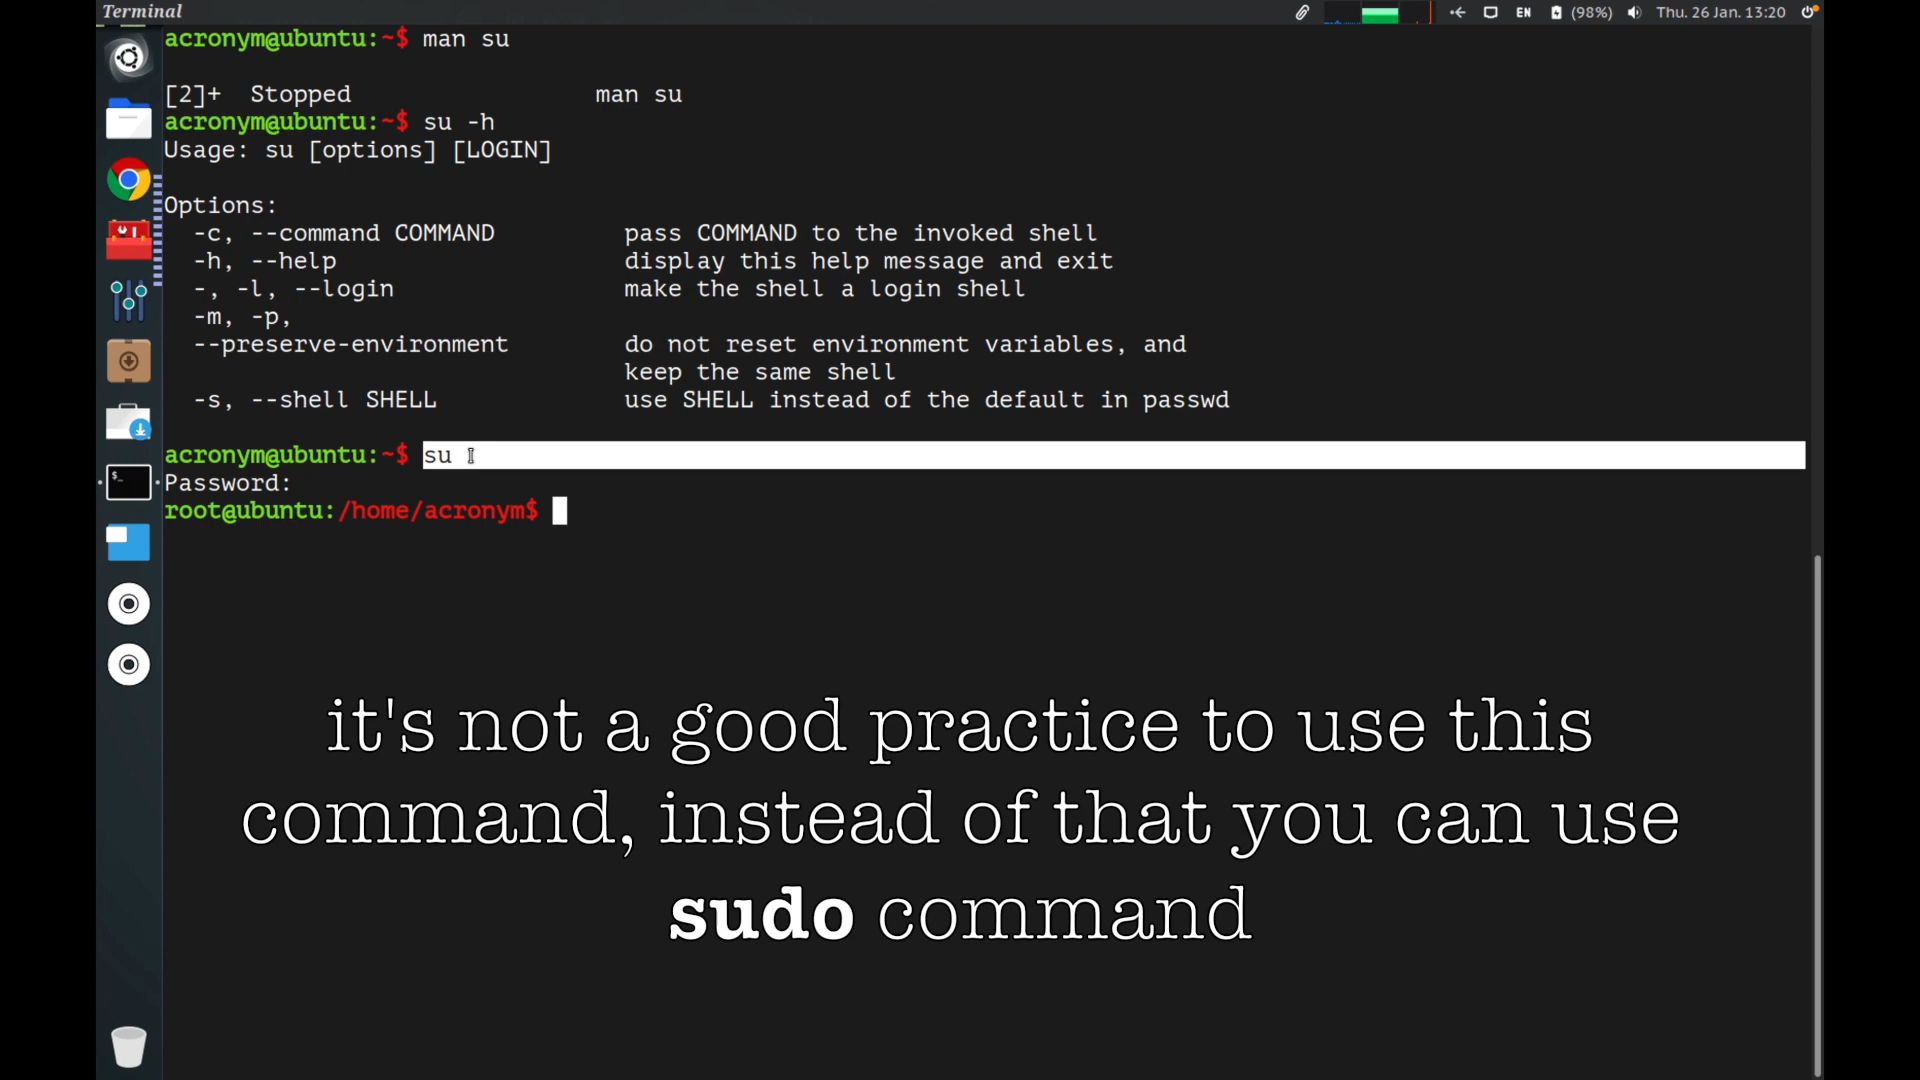 Terminal
EN (98%) Thu. 26 Jan. 13:20
acronym@ubuntu:~$ man su
[2]+  Stopped                 man su
acronym@ubuntu:~$ su -h
Usage: su [options] [LOGIN]
Options:
  -c, --command COMMAND         pass COMMAND to the invoked shell
  -h, --help                    display this help message and exit
  -, -l, --login                make the shell a login shell
  -m, -p,
  --preserve-environment        do not reset environment variables, and
                                keep the same shell
  -s, --shell SHELL             use SHELL instead of the default in passwd
acronym@ubuntu:~$ su
Password:
root@ubuntu:/home/acronym$
it's not a good practice to use this
command, instead of that you can use
sudo command